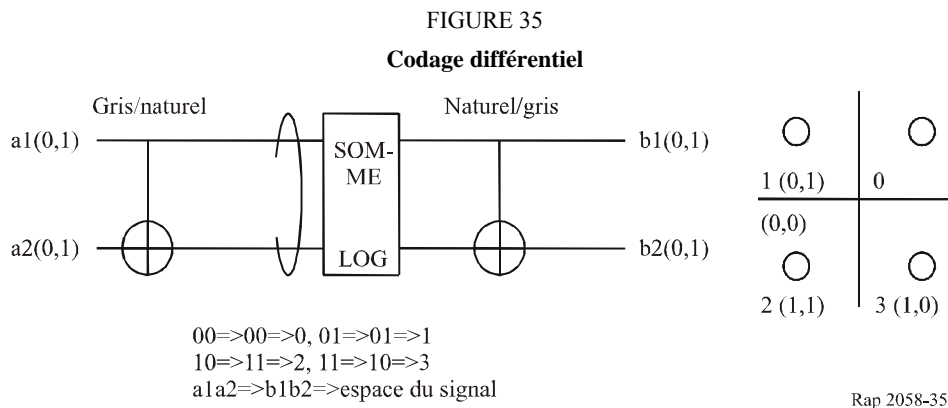 FIGURE 35
Codage différentiel
Gris/naturel
Naturel/gris
a1(0,1)
SOM-
ME
b1(0,1)
1 (0,1)
0
(0,0)
a2(0,1)
LOG
b2(0,1)
2 (1,1)
3 (1,0)
00=>00=>0, 01=>01=>1
10=>11=>2, 11=>10=>3
a1a2=>b1b2=>espace du signal
Rap 2058-35